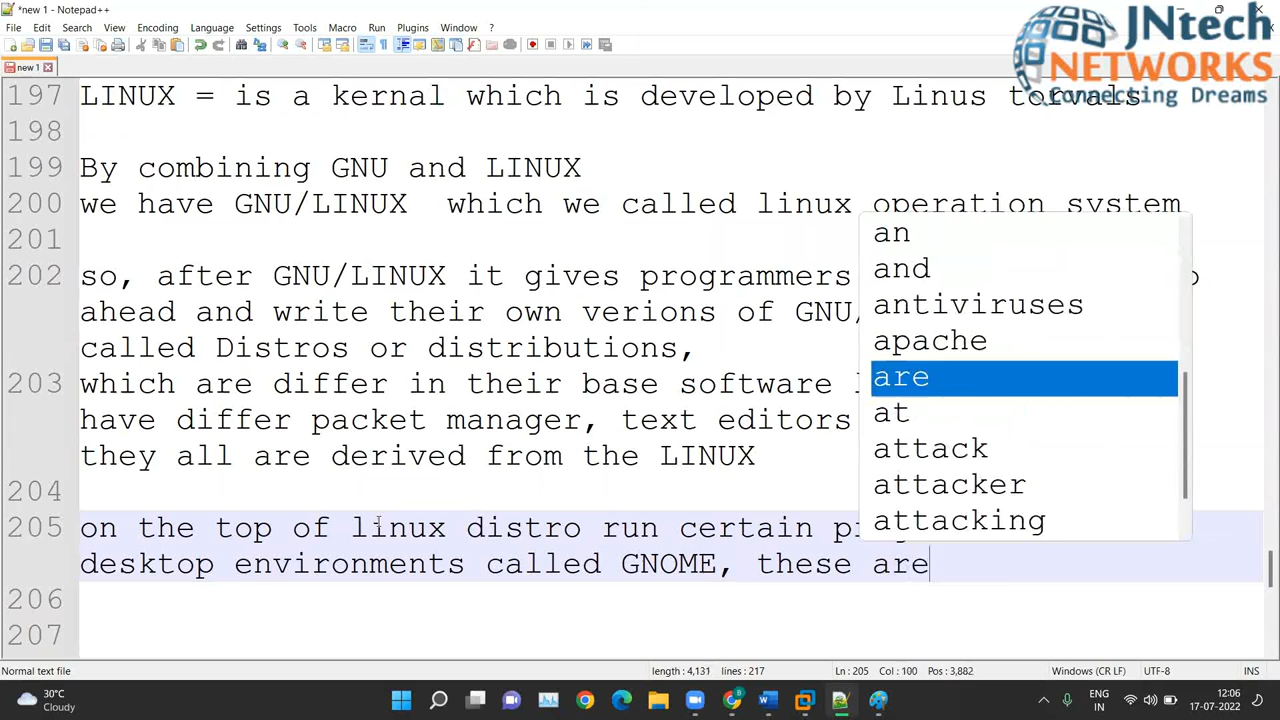 *new 1 - Notepad++
File Edit Search View Encoding Language Settings Tools Macro Run Plugins Window ?
JNtech
NETWORKS
Connecting Dreams
new 1
197 LINUX = is a kernal which is developed by Linus torvals
198
199 By combining GNU and LINUX
200 we have GNU/LINUX which we called linux operation system
201
202 so, after GNU/LINUX it gives programmers
ahead and write their own verions of GNU/
called Distros or distributions,
203 which are differ in their base software
have differ packet manager, text editors
they all are derived from the LINUX
204
205 on the top of linux distro run certain
desktop environments called GNOME, these are
206
207
an
and
antiviruses
apache
are
at
attack
attacker
attacking
Normal text file length : 4,131 lines : 217 Ln : 205 Col : 100 Pos : 3,882 Windows (CR LF) UTF-8 INS
30°C
Cloudy
ENG
IN
12:06
17-07-2022